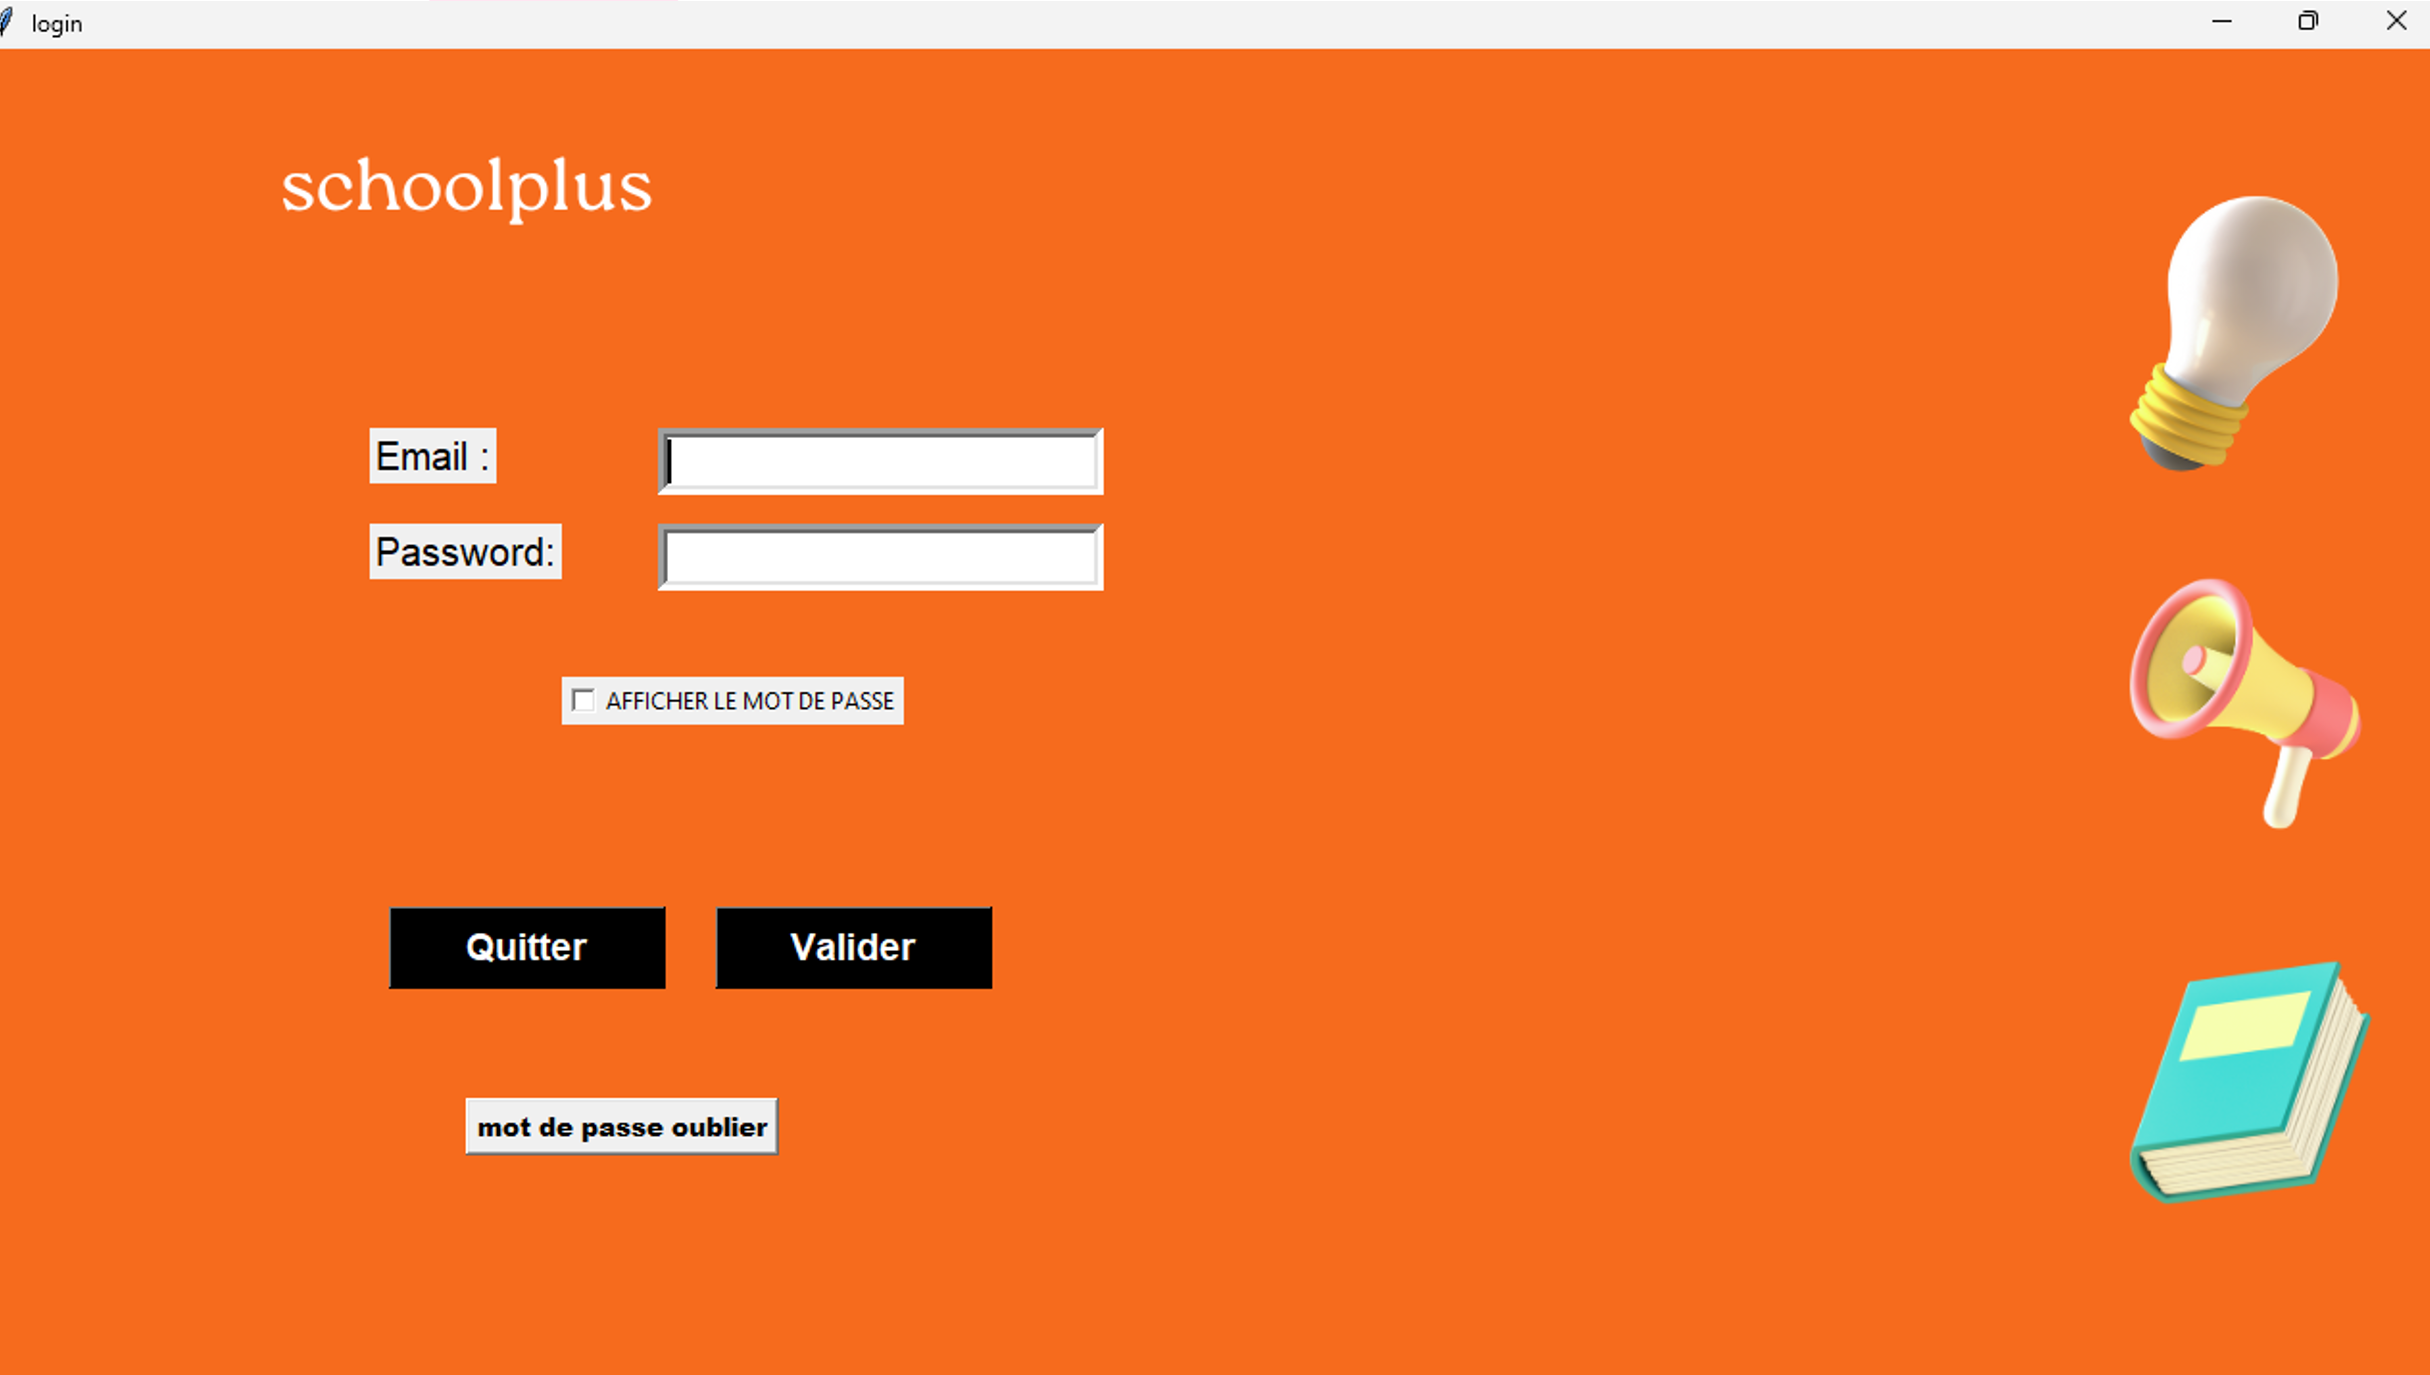 login
schoolplus
Email :
Password:
AFFICHER LE MOT DE PASSE
Quitter
Valider
mot de passe oublier